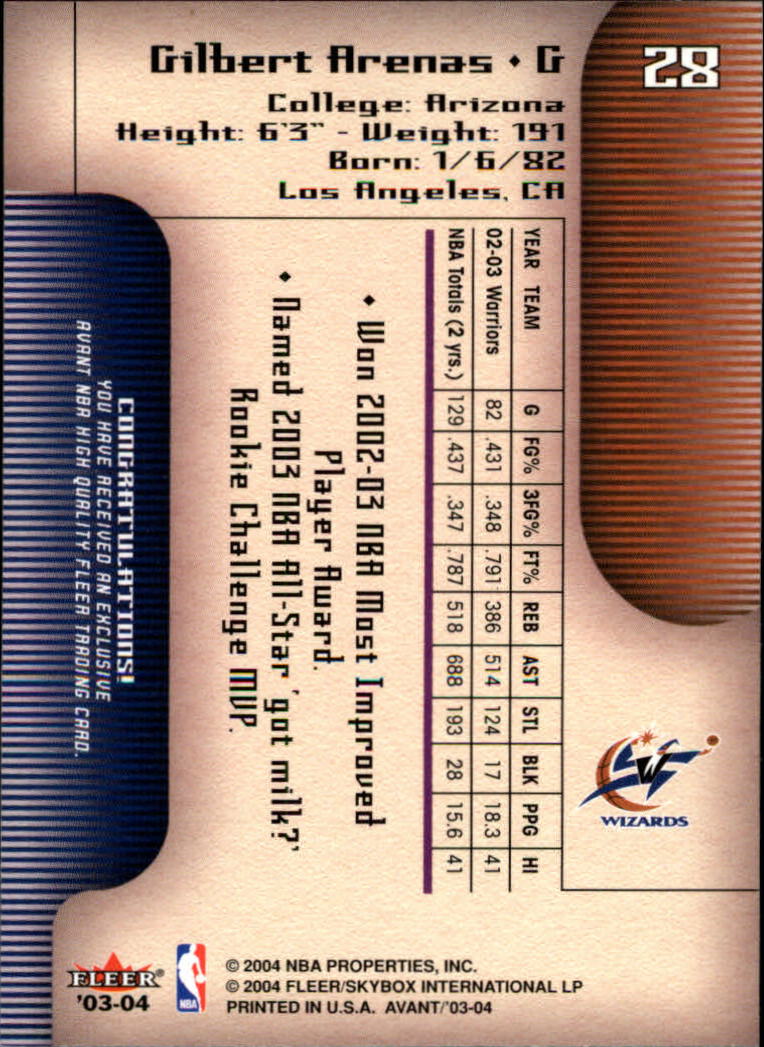 28
Gilbert Arenas • G
College: Arizona
Height: 6'3" - Weight: 191
Born: 1/6/82
Los Angeles, CA
YEAR TEAM G FG% 3FG% FT% REB AST STL BLK PPG HI
02-03 Warriors 82 .431 .348 .791 386 514 124 17 18.3 41
NBA Totals (2 yrs.) 129 .437 .347 .787 518 688 193 28 15.6 41
• Won 2002-03 NBA Most Improved
Player Award.
• Named 2003 NBA All-Star 'got milk?'
Rookie Challenge MVP.
CONGRATULATIONS!
YOU HAVE RECEIVED AN EXCLUSIVE
AVANT NBA HIGH QUALITY FLEER TRADING CARD.
W
WIZARDS
FLEER®
'03-04
NBA
© 2004 NBA PROPERTIES, INC.
© 2004 FLEER/SKYBOX INTERNATIONAL LP
PRINTED IN U.S.A. AVANT/'03-04